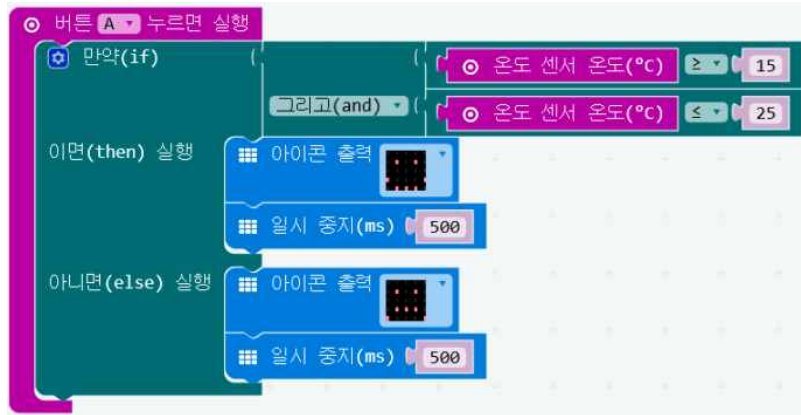 버튼 A 누르면 실행
만약(if) 온도 센서 온도(°C) ≥ 15
그리고(and) 온도 센서 온도(°C) ≤ 25
이면(then) 실행 아이콘 출력
일시 중지(ms) 500
아니면(else) 실행 아이콘 출력
일시 중지(ms) 500